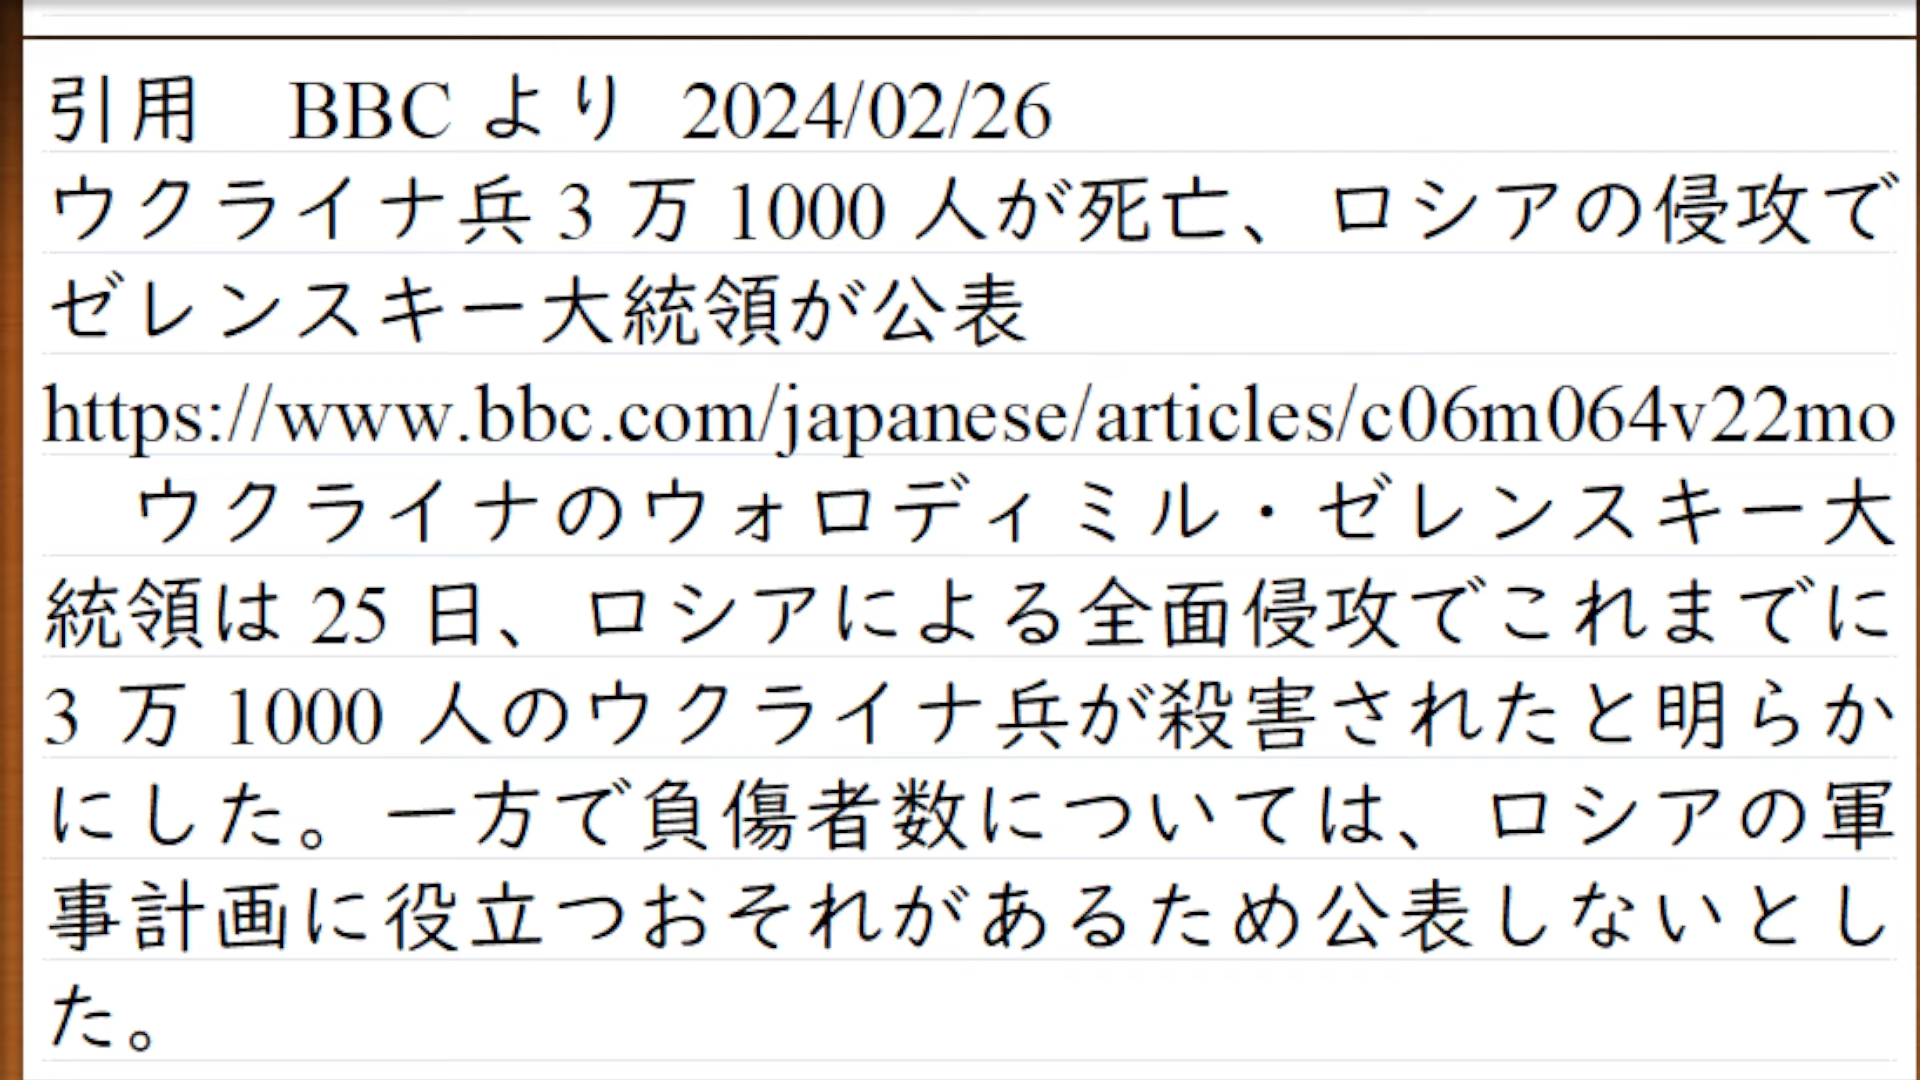 引用　BBC より 2024/02/26
ウクライナ兵 3 万 1000 人が死亡、ロシアの侵攻で
ゼレンスキー大統領が公表
https://www.bbc.com/japanese/articles/c06m064v22mo
　ウクライナのウォロディミル・ゼレンスキー大
統領は 25 日、ロシアによる全面侵攻でこれまでに
3 万 1000 人のウクライナ兵が殺害されたと明らか
にした。一方で負傷者数については、ロシアの軍
事計画に役立つおそれがあるため公表しないとし
た。